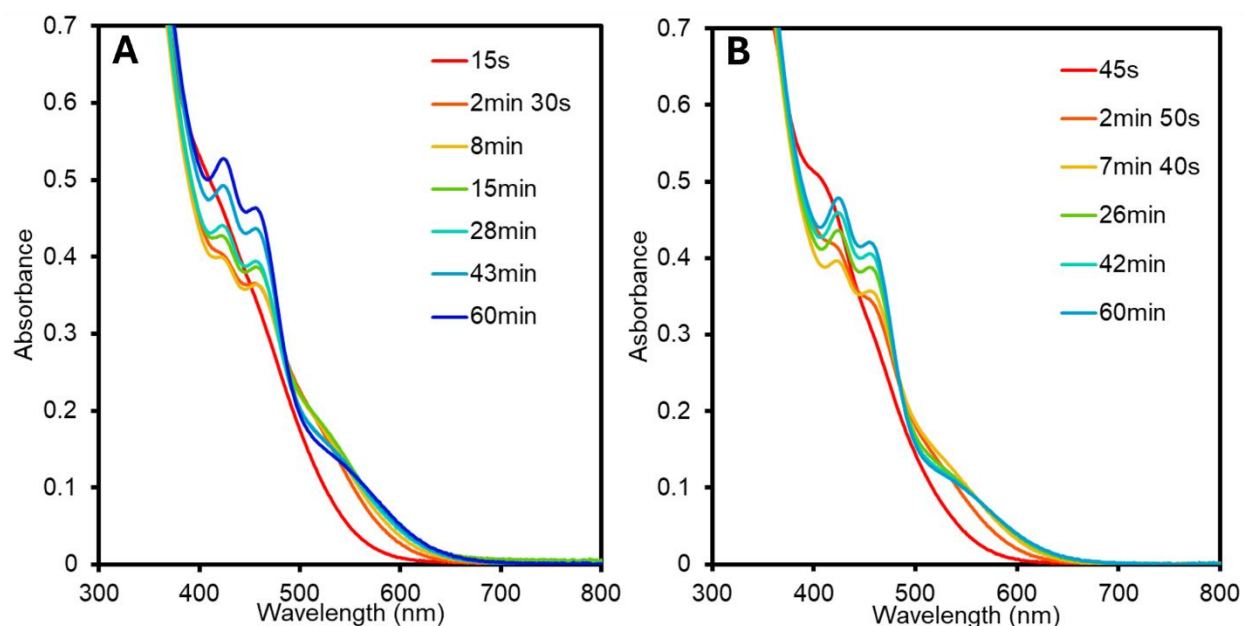 A
0.7
0.6
0.5
0.4
0.3
0.2
0.1
0
Absorbance
300
400
500
600
700
800
Wavelength (nm)
15s
2min 30s
8min
15min
28min
43min
60min
B
0.7
0.6
0.5
0.4
0.3
0.2
0.1
0
Asborbance
300
400
500
600
700
800
Wavelength (nm)
45s
2min 50s
7min 40s
26min
42min
60min